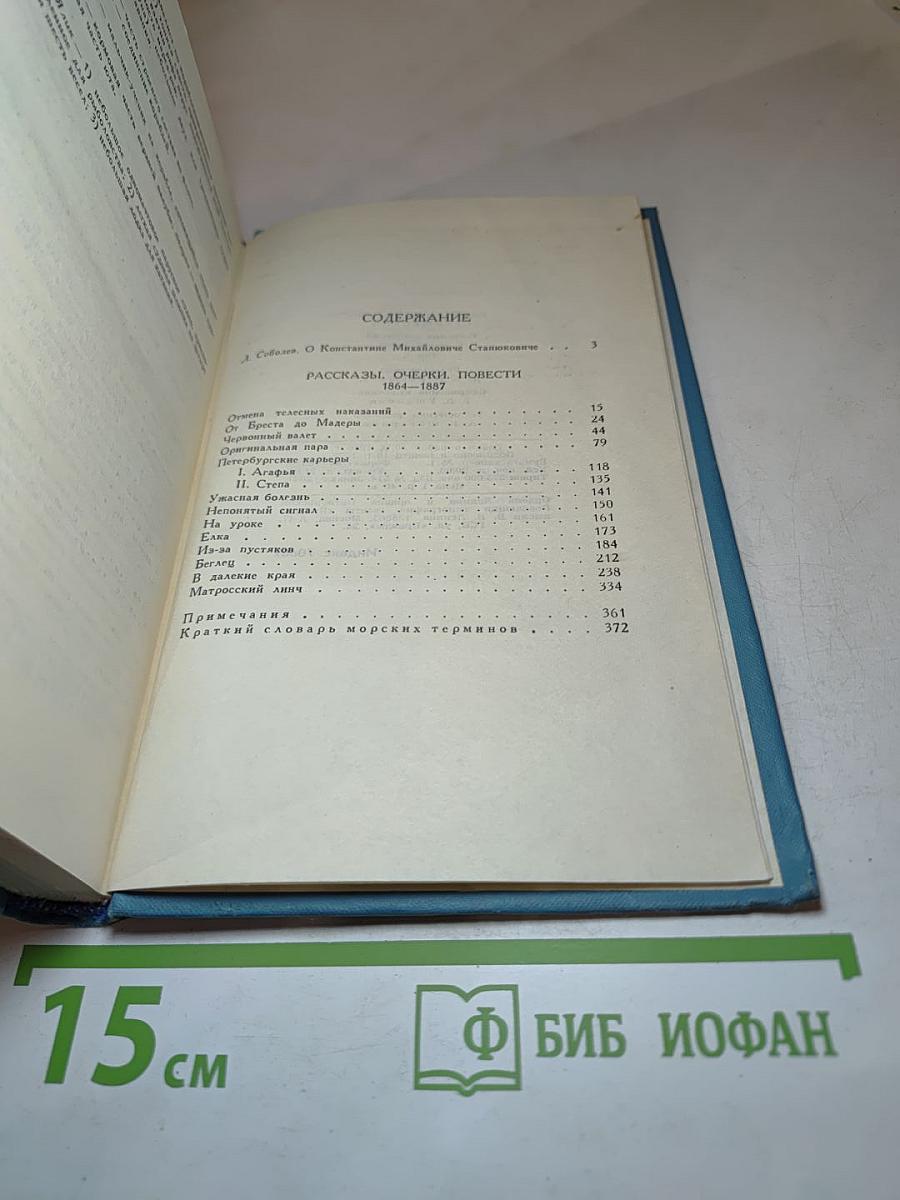 СОДЕРЖАНИЕ
Л. Соболев. О Константине Михайловиче Станюковиче . . 3
РАССКАЗЫ. ОЧЕРКИ. ПОВЕСТИ
1864—1887
Отмена телесных наказаний . . . . . . . . . . . . 15
От Бреста до Мадеры . . . . . . . . . . . . 24
Червонный валет . . . . . . . . . . . . 44
Оригинальная пара . . . . . . . . . . . . 79
Петербургские карьеры
I. Агафья . . . . . . . . . . . . 118
II. Степа . . . . . . . . . . . . 135
Ужасная болезнь . . . . . . . . . . . . 141
Непонятый сигнал . . . . . . . . . . . . 150
На уроке . . . . . . . . . . . . 161
Елка . . . . . . . . . . . . 173
Из-за пустяков . . . . . . . . . . . . 184
Беглец . . . . . . . . . . . . 212
В далекие края . . . . . . . . . . . . 238
Матросский линч . . . . . . . . . . . . 334
Примечания . . . . . . . . . . . . 361
Краткий словарь морских терминов . . . . 372
15 см
Ф БИБ ИОФАН